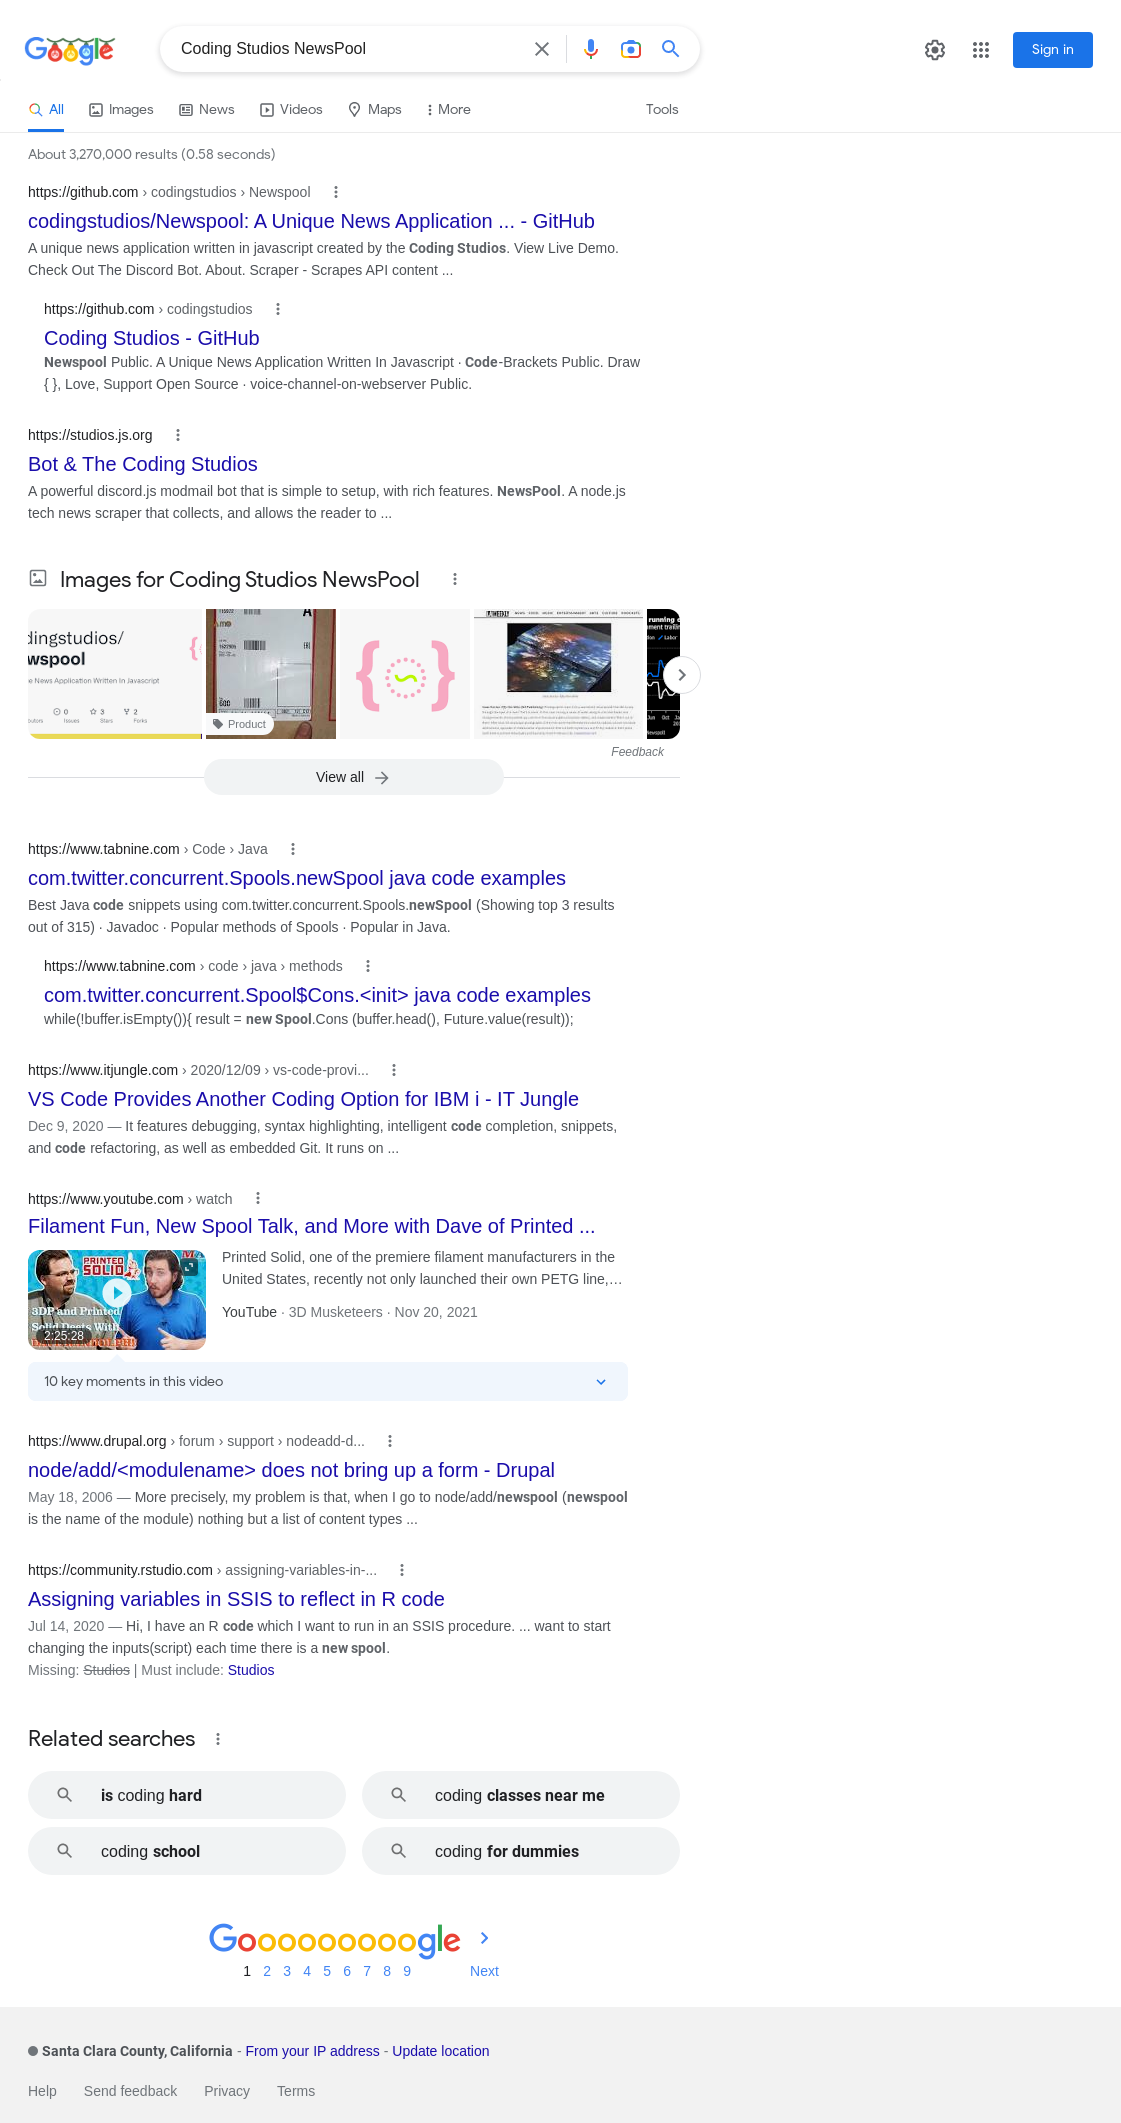 Google
Coding Studios NewsPool
Sign in
All
Images
News
Videos
Maps
More
Tools
About 3,270,000 results (0.58 seconds)
https://github.com › codingstudios › Newspool
codingstudios/Newspool: A Unique News Application ... - GitHub
A unique news application written in javascript created by the Coding Studios. View Live Demo.
Check Out The Discord Bot. About. Scraper - Scrapes API content ...
https://github.com › codingstudios
Coding Studios - GitHub
Newspool Public. A Unique News Application Written In Javascript · Code-Brackets Public. Draw
{ }, Love, Support Open Source · voice-channel-on-webserver Public.
https://studios.js.org
Bot & The Coding Studios
A powerful discord.js modmail bot that is simple to setup, with rich features. NewsPool. A node.js
tech news scraper that collects, and allows the reader to ...
Images for Coding Studios NewsPool
dingstudios/
wspool
e News Application Written In Javascript
0
3
2
Issues
Stars
Forks
Product
Feedback
View all
https://www.tabnine.com › Code › Java
com.twitter.concurrent.Spools.newSpool java code examples
Best Java code snippets using com.twitter.concurrent.Spools.newSpool (Showing top 3 results
out of 315) · Javadoc · Popular methods of Spools · Popular in Java.
https://www.tabnine.com › code › java › methods
com.twitter.concurrent.Spool$Cons.<init> java code examples
while(!buffer.isEmpty()){ result = new Spool.Cons (buffer.head(), Future.value(result));
https://www.itjungle.com › 2020/12/09 › vs-code-provi...
VS Code Provides Another Coding Option for IBM i - IT Jungle
Dec 9, 2020 — It features debugging, syntax highlighting, intelligent code completion, snippets,
and code refactoring, as well as embedded Git. It runs on ...
https://www.youtube.com › watch
Filament Fun, New Spool Talk, and More with Dave of Printed ...
PRINTED
SOLID
3DP and Printed
Solid Deets With
2:25:28
Printed Solid, one of the premiere filament manufacturers in the
United States, recently not only launched their own PETG line,…
YouTube · 3D Musketeers · Nov 20, 2021
10 key moments in this video
https://www.drupal.org › forum › support › nodeadd-d...
node/add/<modulename> does not bring up a form - Drupal
May 18, 2006 — More precisely, my problem is that, when I go to node/add/newspool (newspool
is the name of the module) nothing but a list of content types ...
https://community.rstudio.com › assigning-variables-in-...
Assigning variables in SSIS to reflect in R code
Jul 14, 2020 — Hi, I have an R code which I want to run in an SSIS procedure. ... want to start
changing the inputs(script) each time there is a new spool.
Missing: Studios | Must include: Studios
Related searches
is coding hard
coding classes near me
coding school
coding for dummies
Gooooooooogle
1 2 3 4 5 6 7 8 9 Next
Santa Clara County, California - From your IP address - Update location
Help Send feedback Privacy Terms